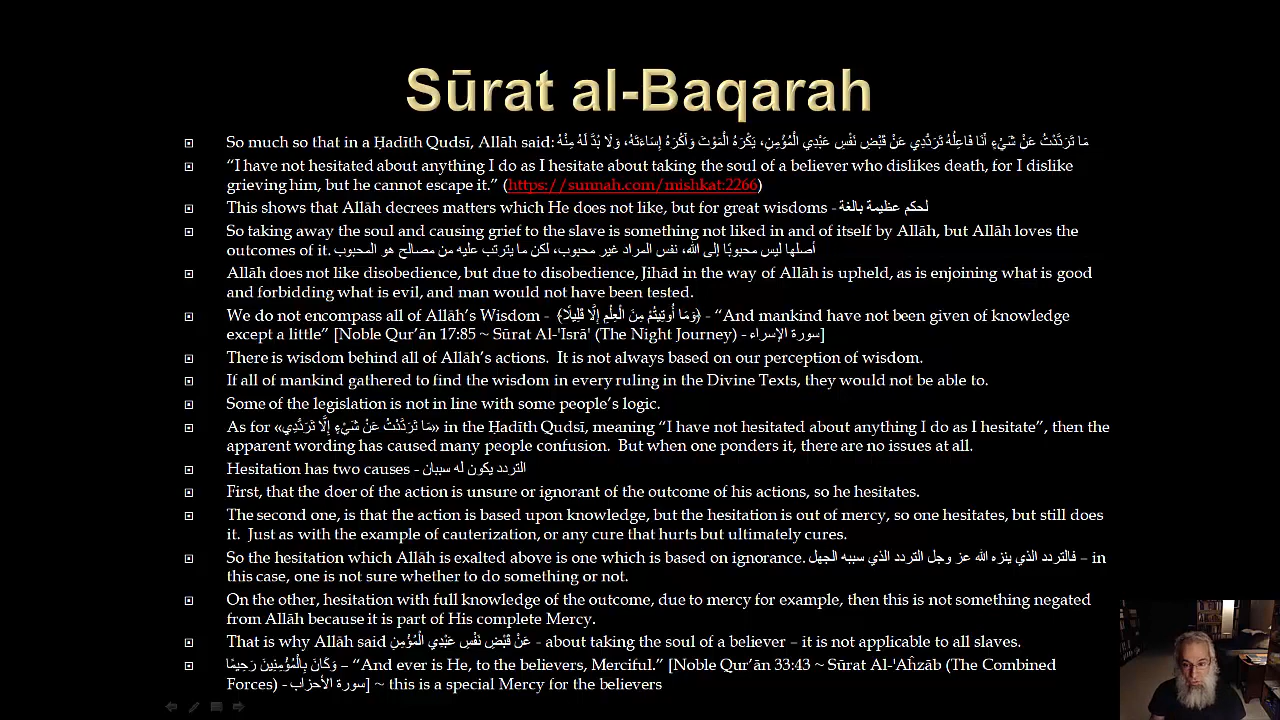 Sūrat al-Baqarah
So much so that in a Ḥadīth Qudsī, Allāh said: مَا تَرَدَّدْتُ عَنْ شَيْءٍ أَنَا فَاعِلُهُ تَرَدُّدِي عَنْ قَبْضِ نَفْسِ عَبْدِي الْمُؤْمِنِ، يَكْرَهُ الْمَوْتَ وَأَكْرَهُ إِسَاءَتَهُ، وَلَا بُدَّ لَهُ مِنْهُ
“I have not hesitated about anything I do as I hesitate about taking the soul of a believer who dislikes death, for I dislike
grieving him, but he cannot escape it.” (https://sunnah.com/mishkat:2266)
This shows that Allāh decrees matters which He does not like, but for great wisdoms - لحكم عظيمة بالغة
So taking away the soul and causing grief to the slave is something not liked in and of itself by Allāh, but Allāh loves the
outcomes of it. أصلها ليس محبوبًا إلى الله، نفس المراد غير محبوب، لكن ما يترتب عليه من مصالح هو المحبوب
Allāh does not like disobedience, but due to disobedience, Jihād in the way of Allāh is upheld, as is enjoining what is good
and forbidding what is evil, and man would not have been tested.
We do not encompass all of Allāh’s Wisdom - ﴿وَمَا أُوتِيتُمْ مِنَ الْعِلْمِ إِلَّا قَلِيلًا﴾ - “And mankind have not been given of knowledge
except a little” [Noble Qur’ān 17:85 ~ Sūrat Al-'Isrā' (The Night Journey) - سورة الإسراء]
There is wisdom behind all of Allāh’s actions. It is not always based on our perception of wisdom.
If all of mankind gathered to find the wisdom in every ruling in the Divine Texts, they would not be able to.
Some of the legislation is not in line with some people’s logic.
As for «مَا تَرَدَّدْتُ عَنْ شَيْءٍ إِلَّا تَرَدُّدِي» in the Ḥadīth Qudsī, meaning “I have not hesitated about anything I do as I hesitate”, then the
apparent wording has caused many people confusion. But when one ponders it, there are no issues at all.
Hesitation has two causes - التردد يكون له سببان
First, that the doer of the action is unsure or ignorant of the outcome of his actions, so he hesitates.
The second one, is that the action is based upon knowledge, but the hesitation is out of mercy, so one hesitates, but still does
it. Just as with the example of cauterization, or any cure that hurts but ultimately cures.
So the hesitation which Allāh is exalted above is one which is based on ignorance. فالتردد الذي ينزه الله عز وجل التردد الذي سببه الجهل – in
this case, one is not sure whether to do something or not.
On the other, hesitation with full knowledge of the outcome, due to mercy for example, then this is not something negated
from Allāh because it is part of His complete Mercy.
That is why Allāh said عَنْ قَبْضِ نَفْسِ عَبْدِي الْمُؤْمِنِ - about taking the soul of a believer – it is not applicable to all slaves.
وَكَانَ بِالْمُؤْمِنِينَ رَحِيمًا – “And ever is He, to the believers, Merciful.” [Noble Qur’ān 33:43 ~ Sūrat Al-'Aĥzāb (The Combined
Forces) - سورة الأحزاب] ~ this is a special Mercy for the believers